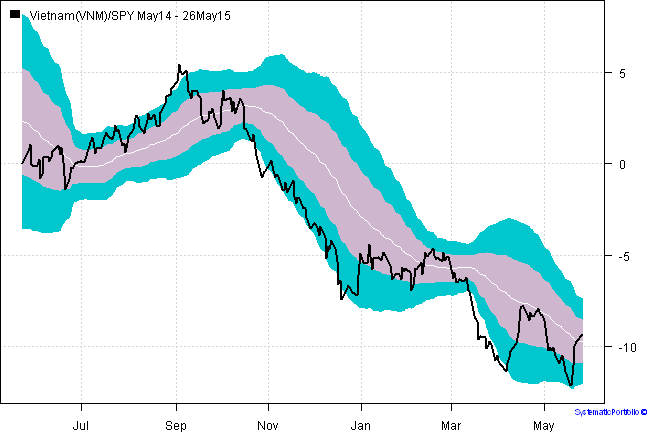 Vietnam(VNM)/SPY May14 - 26May15
5
0
-5
-10
Jul Sep Nov Jan Mar May
SystematicPortfolio ©